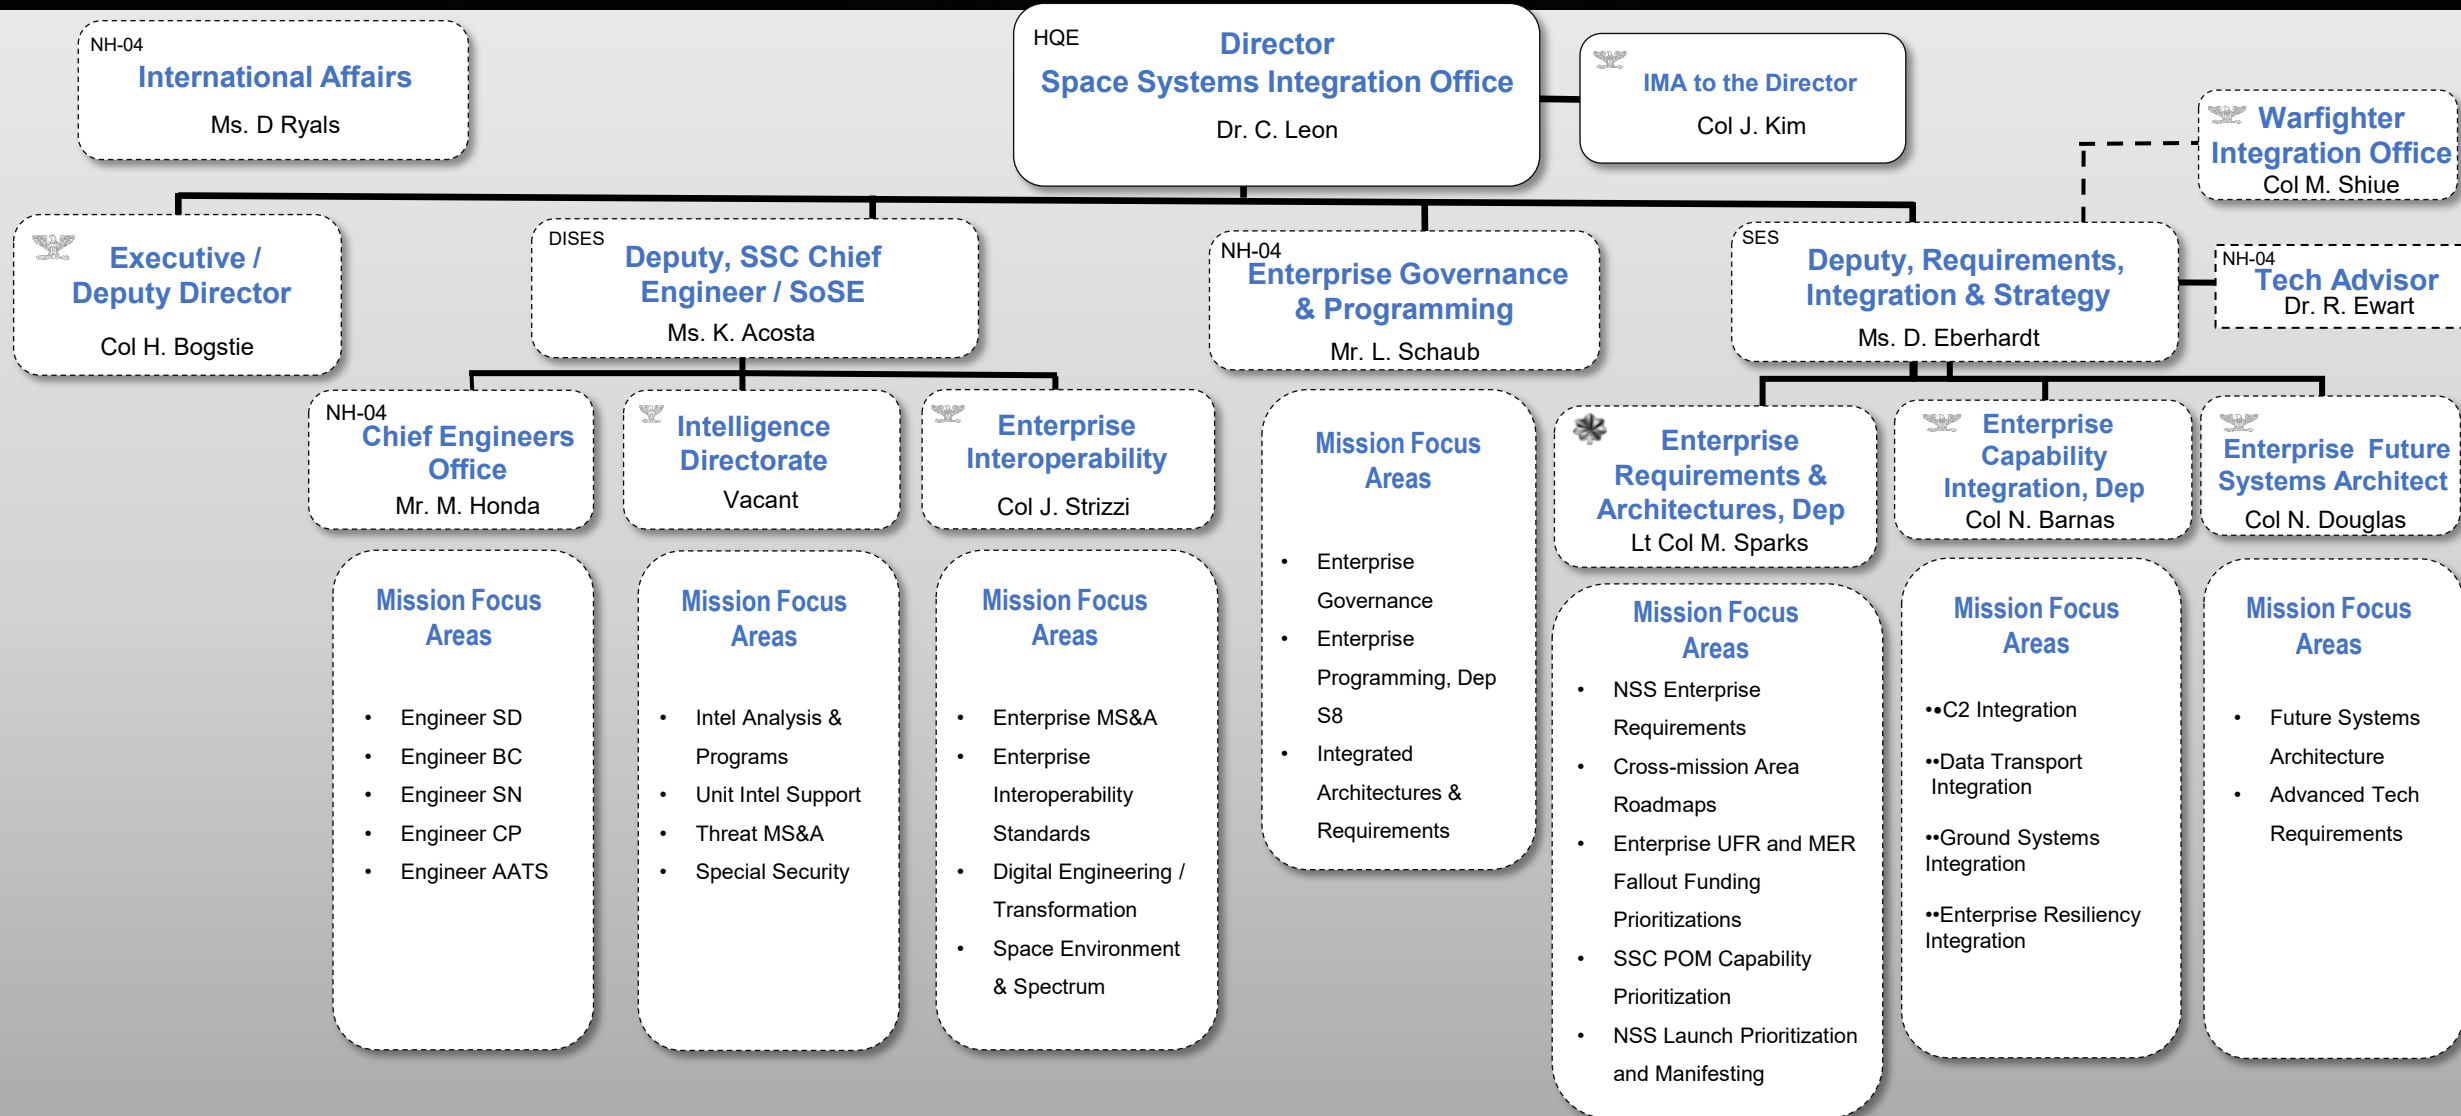 NH-04
International Affairs
Ms. D Ryals
HQE
Director
Space Systems Integration Office
Dr. C. Leon
IMA to the Director
Col J. Kim
Warfighter
Integration Office
Col M. Shiue
Executive /
Deputy Director
Col H. Bogstie
DISES
Deputy, SSC Chief
Engineer / SoSE
Ms. K. Acosta
NH-04
Enterprise Governance
& Programming
Mr. L. Schaub
SES
Deputy, Requirements,
Integration & Strategy
Ms. D. Eberhardt
NH-04
Tech Advisor
Dr. R. Ewart
NH-04
Chief Engineers
Office
Mr. M. Honda
Intelligence
Directorate
Vacant
Enterprise
Interoperability
Col J. Strizzi
Enterprise
Requirements &
Architectures, Dep
Lt Col M. Sparks
Enterprise
Capability
Integration, Dep
Col N. Barnas
Enterprise Future
Systems Architect
Col N. Douglas
Mission Focus
Areas
• Engineer SD
• Engineer BC
• Engineer SN
• Engineer CP
• Engineer AATS
Mission Focus
Areas
• Intel Analysis &
Programs
• Unit Intel Support
• Threat MS&A
• Special Security
Mission Focus
Areas
• Enterprise MS&A
• Enterprise
Interoperability
Standards
• Digital Engineering /
Transformation
• Space Environment
& Spectrum
Mission Focus
Areas
• Enterprise
Governance
• Enterprise
Programming, Dep
S8
• Integrated
Architectures &
Requirements
Mission Focus
Areas
• NSS Enterprise
Requirements
• Cross-mission Area
Roadmaps
• Enterprise UFR and MER
Fallout Funding
Prioritizations
• SSC POM Capability
Prioritization
• NSS Launch Prioritization
and Manifesting
Mission Focus
Areas
••C2 Integration
••Data Transport
Integration
••Ground Systems
Integration
••Enterprise Resiliency
Integration
Mission Focus
Areas
• Future Systems
Architecture
• Advanced Tech
Requirements